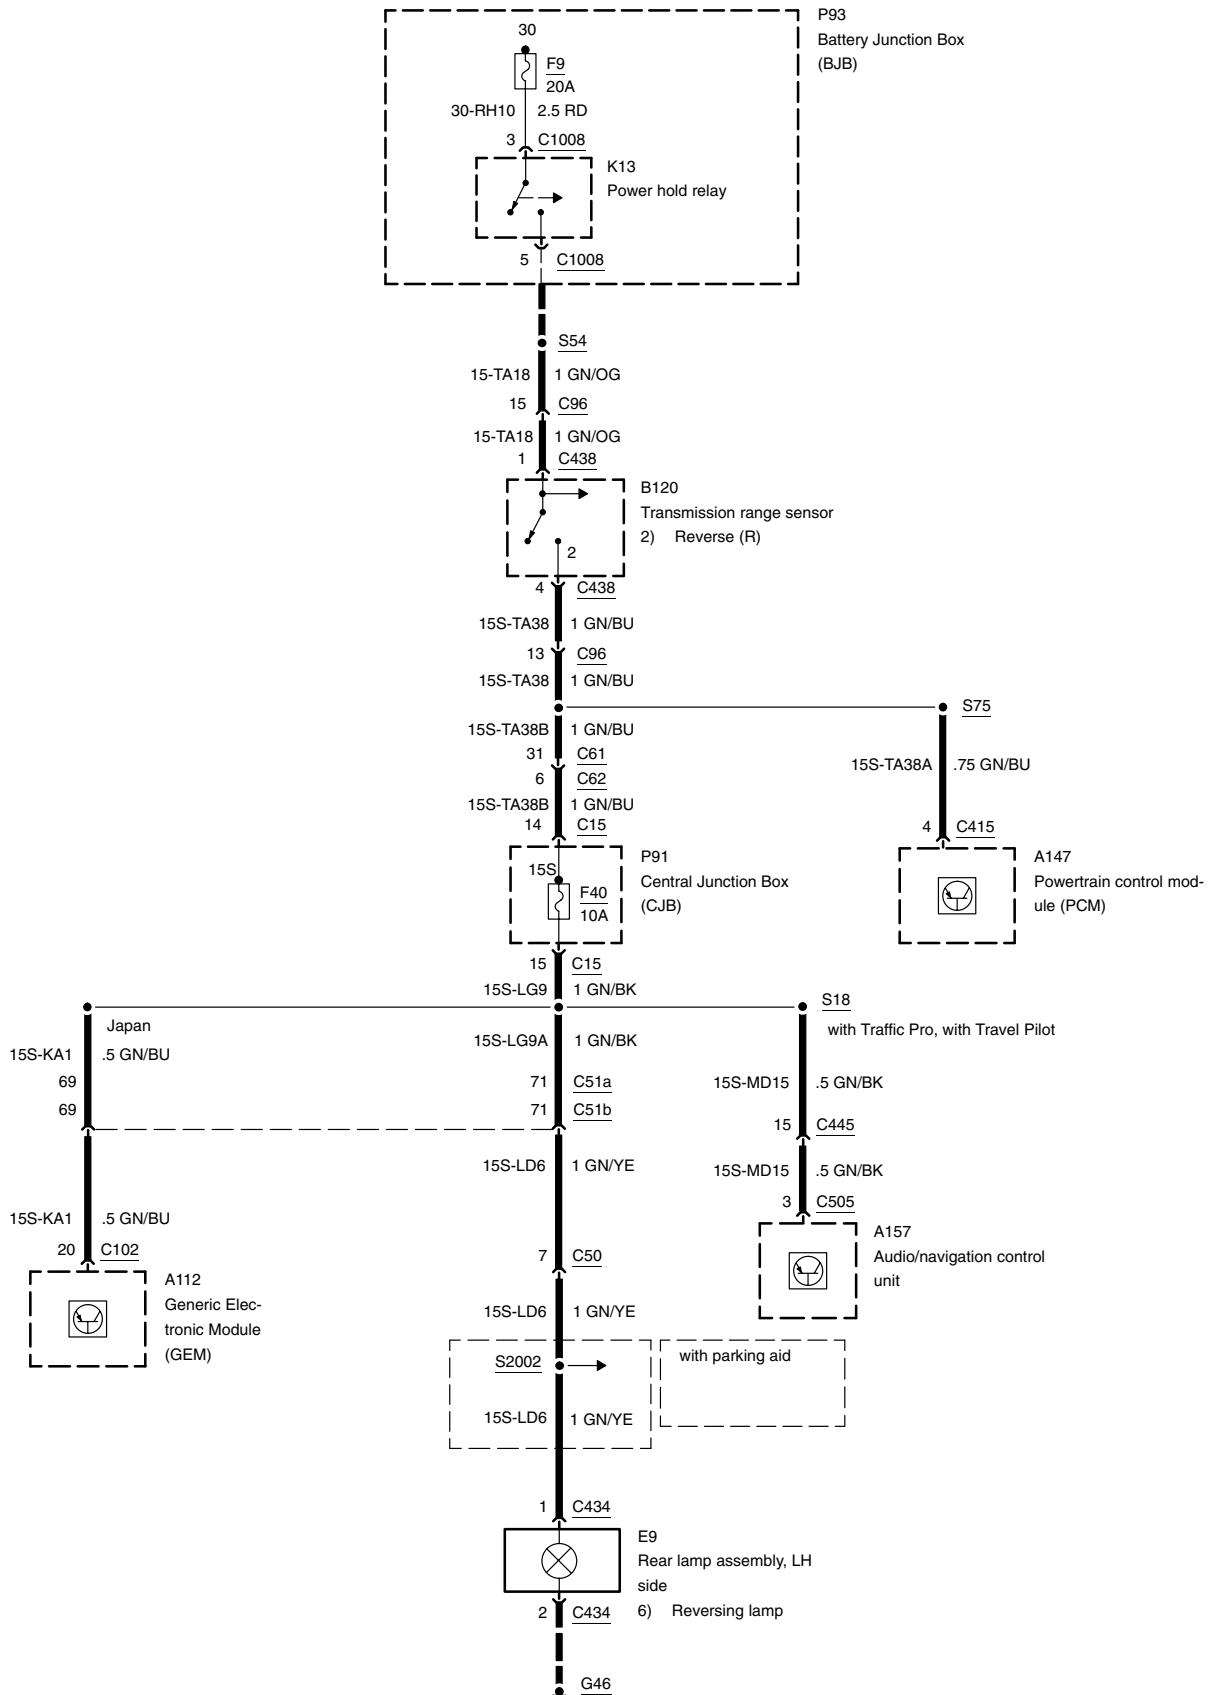 P93
Battery Junction Box
(BJB)
30
F9
20A
30-RH10 2.5 RD
3 C1008
K13
Power hold relay
5 C1008
S54
15-TA18 1 GN/OG
15 C96
15-TA18 1 GN/OG
1 C438
B120
Transmission range sensor
2) Reverse (R)
2
4 C438
15S-TA38 1 GN/BU
13 C96
15S-TA38 1 GN/BU
S75
15S-TA38B 1 GN/BU
31 C61
15S-TA38A .75 GN/BU
6 C62
15S-TA38B 1 GN/BU
14 C15
4 C415
P91
Central Junction Box
(CJB)
15S
F40
10A
A147
Powertrain control mod-
ule (PCM)
15 C15
15S-LG9 1 GN/BK
S18
with Traffic Pro, with Travel Pilot
Japan
15S-KA1 .5 GN/BU
69
69
15S-LG9A 1 GN/BK
71 C51a
71 C51b
15S-MD15 .5 GN/BK
15 C445
15S-LD6 1 GN/YE
15S-MD15 .5 GN/BK
3 C505
15S-KA1 .5 GN/BU
20 C102
7 C50
A157
Audio/navigation control
unit
A112
Generic Elec-
tronic Module
(GEM)
15S-LD6 1 GN/YE
S2002
with parking aid
15S-LD6 1 GN/YE
1 C434
E9
Rear lamp assembly, LH
side
6) Reversing lamp
2 C434
G46